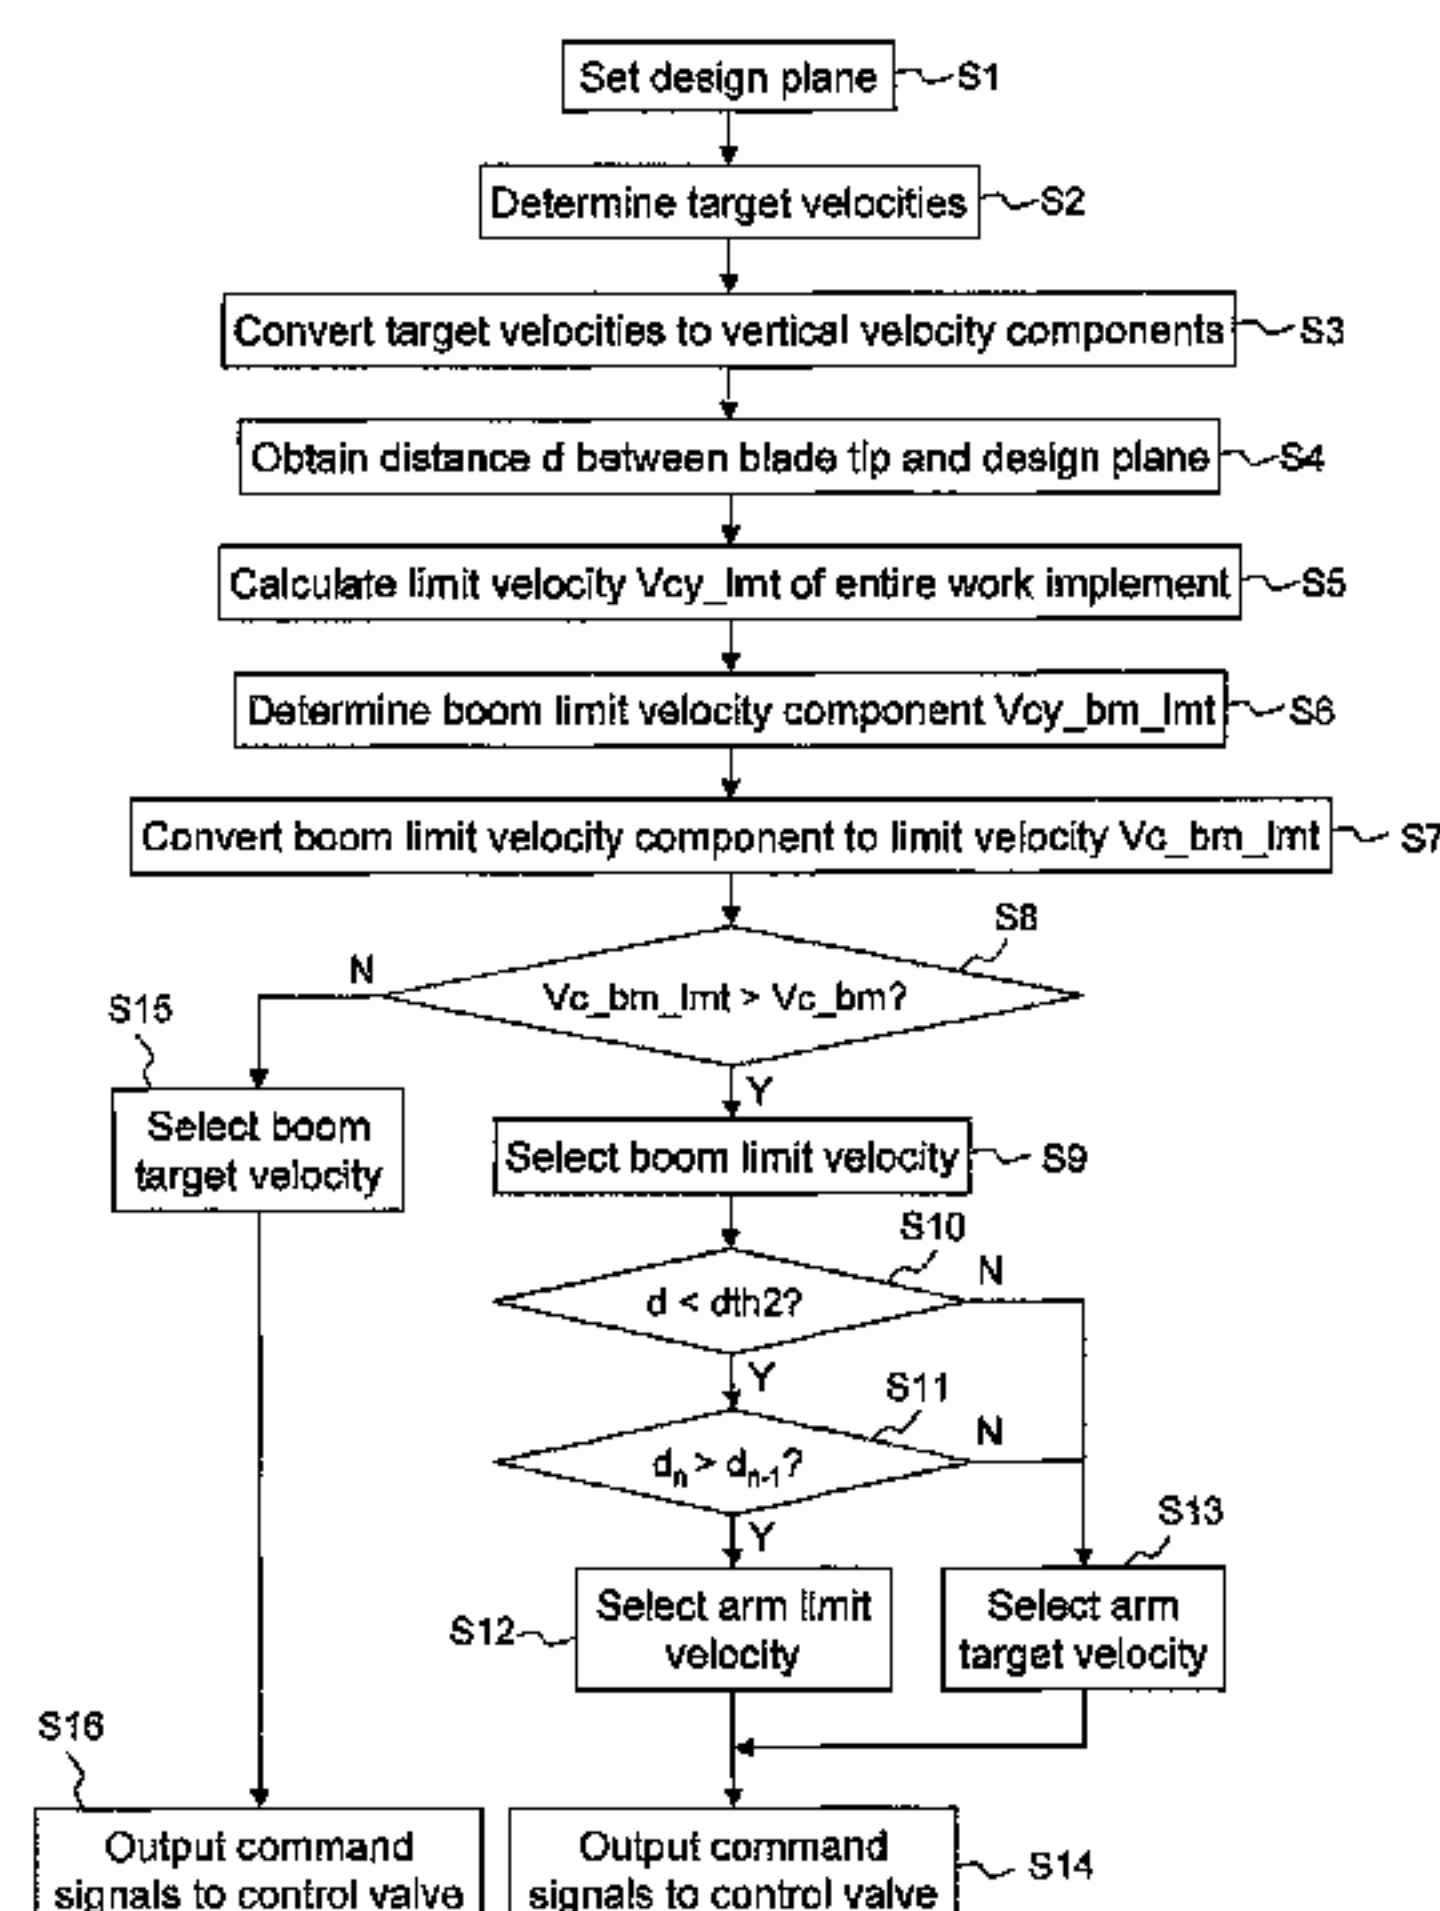 Set design plane S1
Determine target velocities S2
Convert target velocities to vertical velocity components S3
Obtain distance d between blade tip and design plane S4
Calculate limit velocity Vcy_lmt of entire work implement S5
Determine boom limit velocity component Vcy_bm_lmt S6
Convert boom limit velocity component to limit velocity Vc_bm_lmt S7
S8
N
Vc_bm_lmt > Vc_bm?
S15
Y
Select boom
target velocity
Select boom limit velocity S9
S10
N
d < dth2?
Y
S11
N
dn > dn-1?
Y
S13
S12
Select arm limit
velocity
Select arm
target velocity
S16
Output command
signals to control valve
Output command
signals to control valve
S14